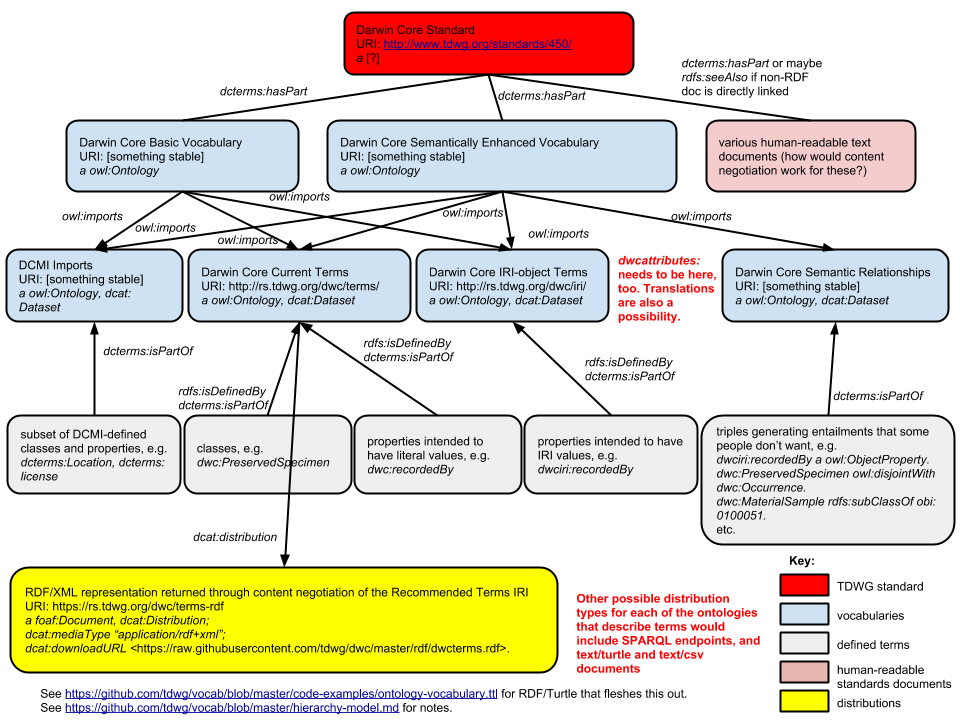 Darwin Core Standard
URI: http://www.tdwg.org/standards/450/
a [?]
dcterms:hasPart
dcterms:hasPart
dcterms:hasPart or maybe
rdfs:seeAlso if non-RDF
doc is directly linked
Darwin Core Basic Vocabulary
URI: [something stable]
a owl:Ontology
Darwin Core Semantically Enhanced Vocabulary
URI: [something stable]
a owl:Ontology
various human-readable text
documents (how would content
negotiation work for these?)
owl:imports
owl:imports
owl:imports
owl:imports
owl:imports
owl:imports
owl:imports
DCMI Imports
URI: [something stable]
a owl:Ontology, dcat:
Dataset
Darwin Core Current Terms
URI: http://rs.tdwg.org/dwc/terms/
a owl:Ontology, dcat:Dataset
Darwin Core IRI-object Terms
URI: http://rs.tdwg.org/dwc/iri/
a owl:Ontology, dcat:Dataset
dwcattributes:
needs to be here,
too. Translations
are also a
possibility.
Darwin Core Semantic Relationships
URI: [something stable]
a owl:Ontology, dcat:Dataset
dcterms:isPartOf
rdfs:isDefinedBy
dcterms:isPartOf
rdfs:isDefinedBy
dcterms:isPartOf
rdfs:isDefinedBy
dcterms:isPartOf
dcterms:isPartOf
subset of DCMI-defined
classes and properties, e.g.
dcterms:Location, dcterms:
license
classes, e.g.
dwc:PreservedSpecimen
properties intended to
have literal values, e.g.
dwc:recordedBy
properties intended to have
IRI values, e.g.
dwciri:recordedBy
triples generating entailments that some
people don't want, e.g.
dwciri:recordedBy a owl:ObjectProperty.
dwc:PreservedSpecimen owl:disjointWith
dwc:Occurrence.
dwc:MaterialSample rdfs:subClassOf obi:
0100051.
etc.
dcat:distribution
RDF/XML representation returned through content negotiation of the Recommended Terms IRI
URI: https://rs.tdwg.org/dwc/terms-rdf
a foaf:Document, dcat:Distribution;
dcat:mediaType “application/rdf+xml”;
dcat:downloadURL <https://raw.githubusercontent.com/tdwg/dwc/master/rdf/dwcterms.rdf>.
Other possible distribution
types for each of the ontologies
that describe terms would
include SPARQL endpoints, and
text/turtle and text/csv
documents
Key:
TDWG standard
vocabularies
defined terms
human-readable
standards documents
distributions
See https://github.com/tdwg/vocab/blob/master/code-examples/ontology-vocabulary.ttl for RDF/Turtle that fleshes this out.
See https://github.com/tdwg/vocab/blob/master/hierarchy-model.md for notes.